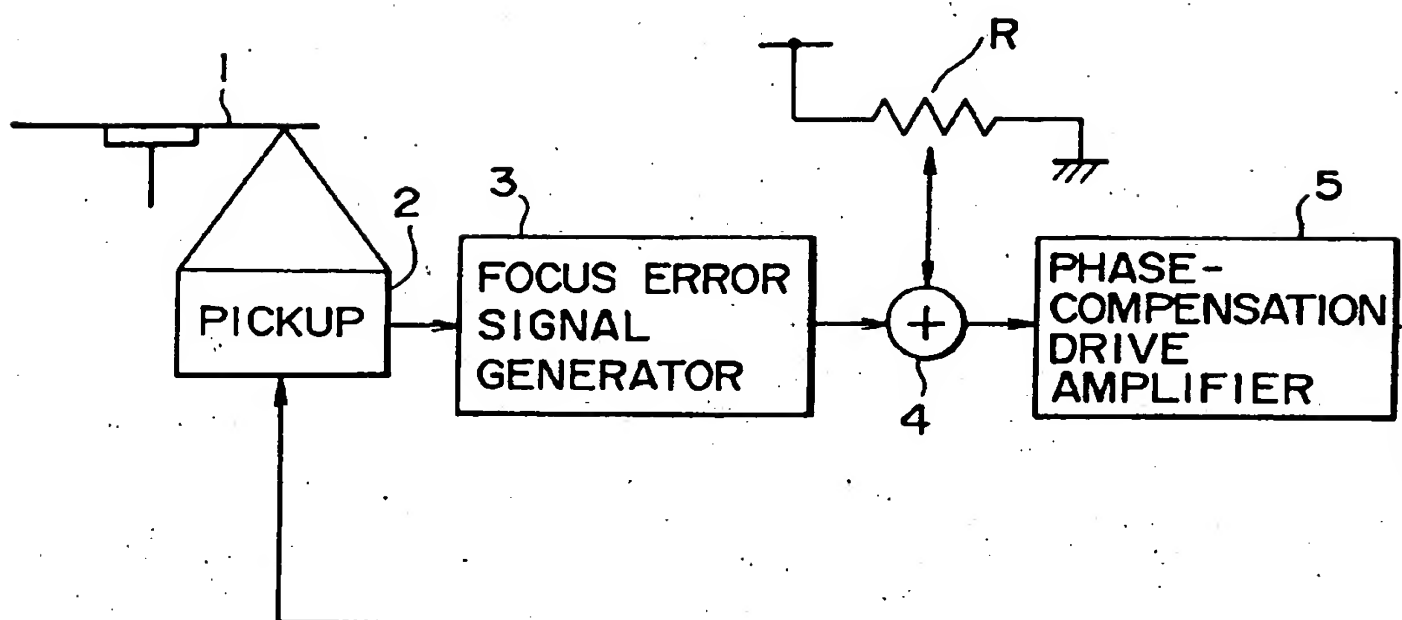 R
1
3
5
2
FOCUS ERROR
SIGNAL
GENERATOR
PHASE-
COMPENSATION
DRIVE
AMPLIFIER
PICKUP
+
4